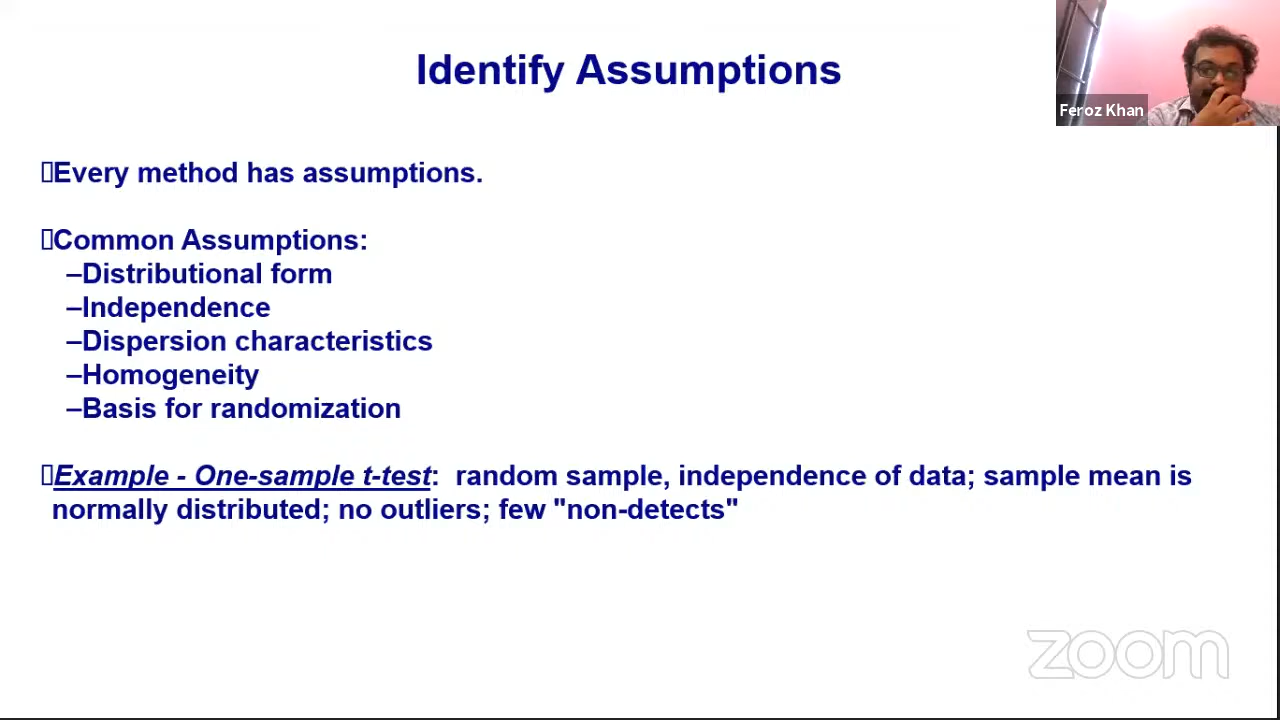 Identify Assumptions
Feroz Khan
Every method has assumptions.
Common Assumptions:
–Distributional form
–Independence
–Dispersion characteristics
–Homogeneity
–Basis for randomization
Example - One-sample t-test:  random sample, independence of data; sample mean is
normally distributed; no outliers; few "non-detects"
zoom